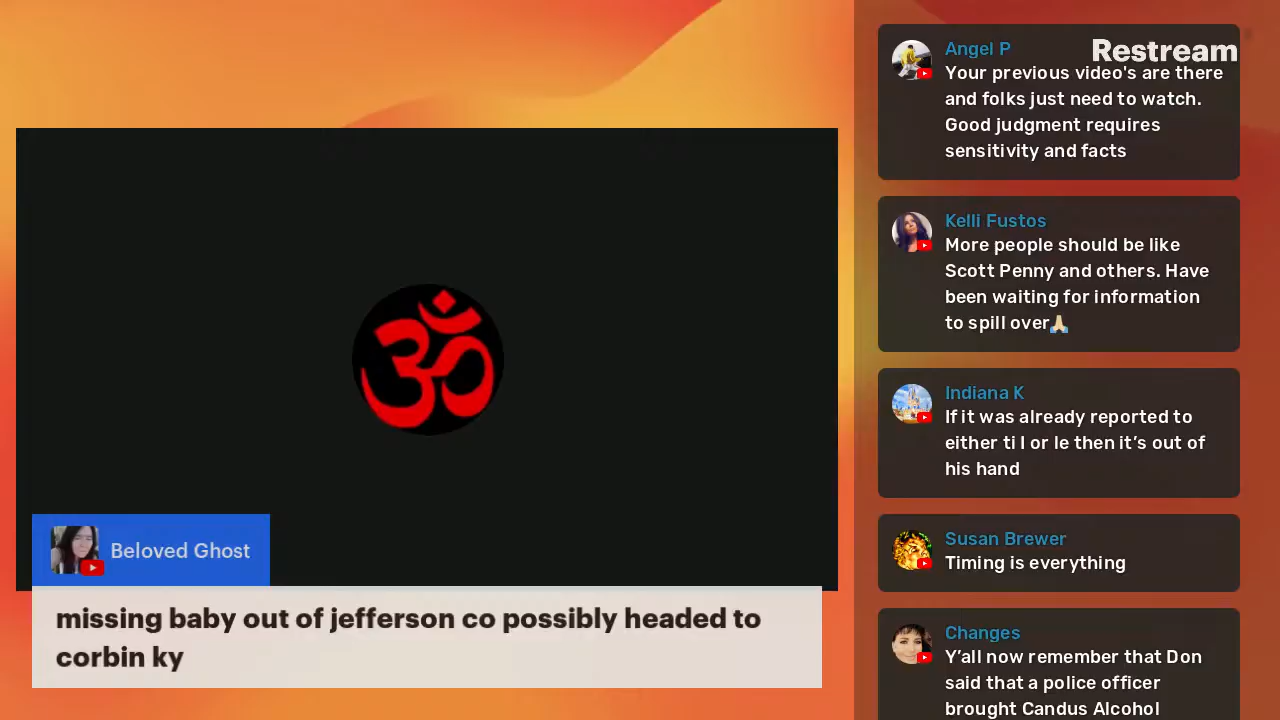 Restream
Angel P
Your previous video's are there
and folks just need to watch.
Good judgment requires
sensitivity and facts
Kelli Fustos
More people should be like
Scott Penny and others. Have
been waiting for information
to spill over🙏🏼
Indiana K
If it was already reported to
either ti l or le then it’s out of
his hand
Susan Brewer
Timing is everything
Changes
Y’all now remember that Don
said that a police officer
brought Candus Alcohol
ॐ
Beloved Ghost
missing baby out of jefferson co possibly headed to
corbin ky